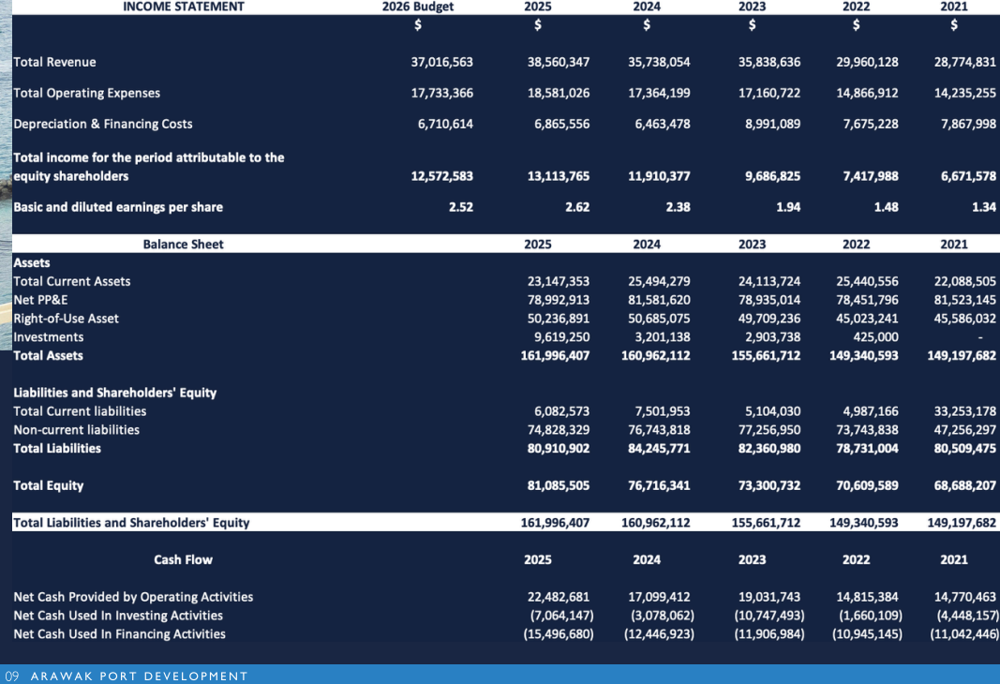 INCOME STATEMENT 2026 Budget 2025 2024 2023 2022 2021
$ $ $ $ $ $
Total Revenue 37,016,563 38,560,347 35,738,054 35,838,636 29,960,128 28,774,831
Total Operating Expenses 17,733,366 18,581,026 17,364,199 17,160,722 14,866,912 14,235,255
Depreciation & Financing Costs 6,710,614 6,865,556 6,463,478 8,991,089 7,675,228 7,867,998
Total income for the period attributable to the
equity shareholders 12,572,583 13,113,765 11,910,377 9,686,825 7,417,988 6,671,578
Basic and diluted earnings per share 2.52 2.62 2.38 1.94 1.48 1.34
Balance Sheet 2025 2024 2023 2022 2021
Assets
Total Current Assets 23,147,353 25,494,279 24,113,724 25,440,556 22,088,505
Net PP&E 78,992,913 81,581,620 78,935,014 78,451,796 81,523,145
Right-of-Use Asset 50,236,891 50,685,075 49,709,236 45,023,241 45,586,032
Investments 9,619,250 3,201,138 2,903,738 425,000 -
Total Assets 161,996,407 160,962,112 155,661,712 149,340,593 149,197,682
Liabilities and Shareholders' Equity
Total Current liabilities 6,082,573 7,501,953 5,104,030 4,987,166 33,253,178
Non-current liabilities 74,828,329 76,743,818 77,256,950 73,743,838 47,256,297
Total Liabilities 80,910,902 84,245,771 82,360,980 78,731,004 80,509,475
Total Equity 81,085,505 76,716,341 73,300,732 70,609,589 68,688,207
Total Liabilities and Shareholders' Equity 161,996,407 160,962,112 155,661,712 149,340,593 149,197,682
Cash Flow 2025 2024 2023 2022 2021
Net Cash Provided by Operating Activities 22,482,681 17,099,412 19,031,743 14,815,384 14,770,463
Net Cash Used In Investing Activities (7,064,147) (3,078,062) (10,747,493) (1,660,109) (4,448,157)
Net Cash Used In Financing Activities (15,496,680) (12,446,923) (11,906,984) (10,945,145) (11,042,446)
09 ARAWAK PORT DEVELOPMENT